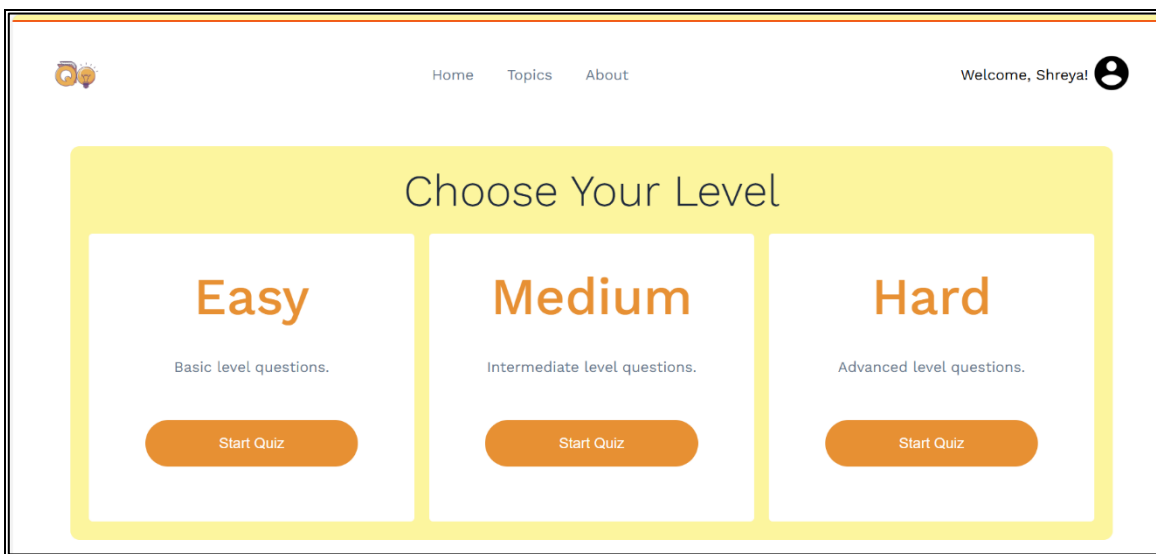 Home Topics About
Welcome, Shreya!
Choose Your Level
Easy
Medium
Hard
Basic level questions.
Intermediate level questions.
Advanced level questions.
Start Quiz
Start Quiz
Start Quiz